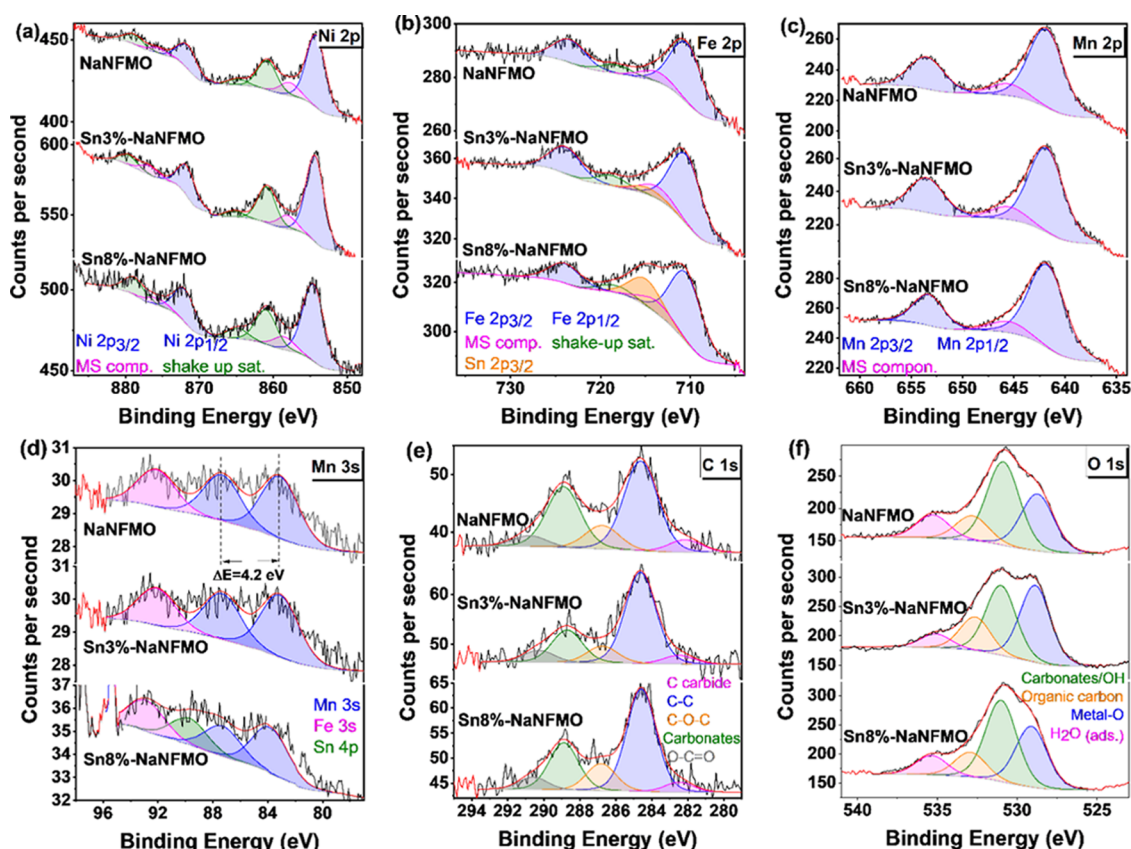 (a)
Ni 2p
450
NaNFMO
400
Sn3%-NaNFMO
600
550
Sn8%-NaNFMO
500
Ni 2p3/2 Ni 2p1/2
MS comp. shake up sat.
450
880 870 860 850
Binding Energy (eV)
Counts per second
(b)
Fe 2p
300
NaNFMO
280
260
Sn3%-NaNFMO
360
340
320
Sn8%-NaNFMO
320
Fe 2p3/2 Fe 2p1/2
MS comp. shake-up sat.
300
Sn 2p3/2
730 720 710
Binding Energy (eV)
Counts per second
(c)
Mn 2p
260
NaNFMO
240
220
200
280
260
Sn3%-NaNFMO
240
220
200
Sn8%-NaNFMO
280
260
240
Mn 2p3/2 Mn 2p1/2
MS compon.
220
660 655 650 645 640 635
Binding Energy (eV)
Counts per second
(d)
Mn 3s
31
30
29
NaNFMO
28
ΔE=4.2 eV
31
30
29
Sn3%-NaNFMO
28
37
36
Mn 3s
35
Fe 3s
34
Sn 4p
Sn8%-NaNFMO
33
32
96 92 88 84 80
Binding Energy (eV)
Counts per second
(e)
C 1s
50
NaNFMO
40
Sn3%-NaNFMO
60
50
65
Sn8%-NaNFMO
C carbide
C-C
C-O-C
55
Carbonates
O-C=O
45
294 292 290 288 286 284 282 280
Binding Energy (eV)
Counts per second
(f)
O 1s
250
NaNFMO
200
150
300
Sn3%-NaNFMO
250
200
150
Carbonates/OH
300
Organic carbon
250
Sn8%-NaNFMO
Metal-O
H2O (ads.)
200
150
540 535 530 525
Binding Energy (eV)
Counts per second